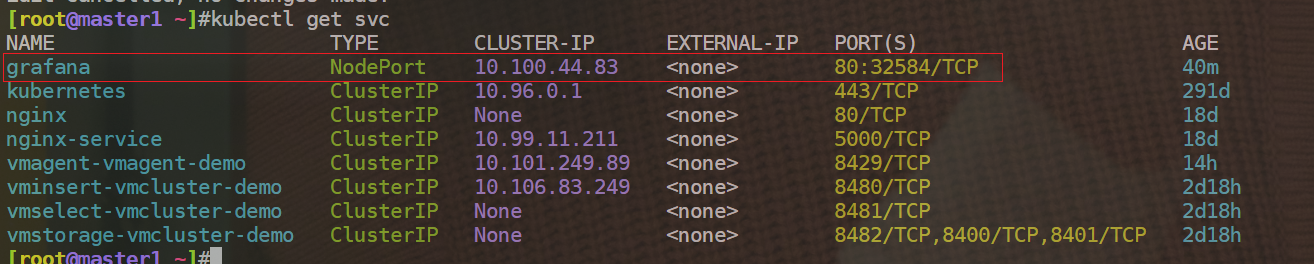 Edit cancelled, no changes made.
[root@master1 ~]#kubectl get svc
NAME TYPE CLUSTER-IP EXTERNAL-IP PORT(S) AGE
grafana NodePort 10.100.44.83 <none> 80:32584/TCP 40m
kubernetes ClusterIP 10.96.0.1 <none> 443/TCP 291d
nginx ClusterIP None <none> 80/TCP 18d
nginx-service ClusterIP 10.99.11.211 <none> 5000/TCP 18d
vmagent-vmagent-demo ClusterIP 10.101.249.89 <none> 8429/TCP 14h
vminsert-vmcluster-demo ClusterIP 10.106.83.249 <none> 8480/TCP 2d18h
vmselect-vmcluster-demo ClusterIP None <none> 8481/TCP 2d18h
vmstorage-vmcluster-demo ClusterIP None <none> 8482/TCP,8400/TCP,8401/TCP 2d18h
[root@master1 ~]#